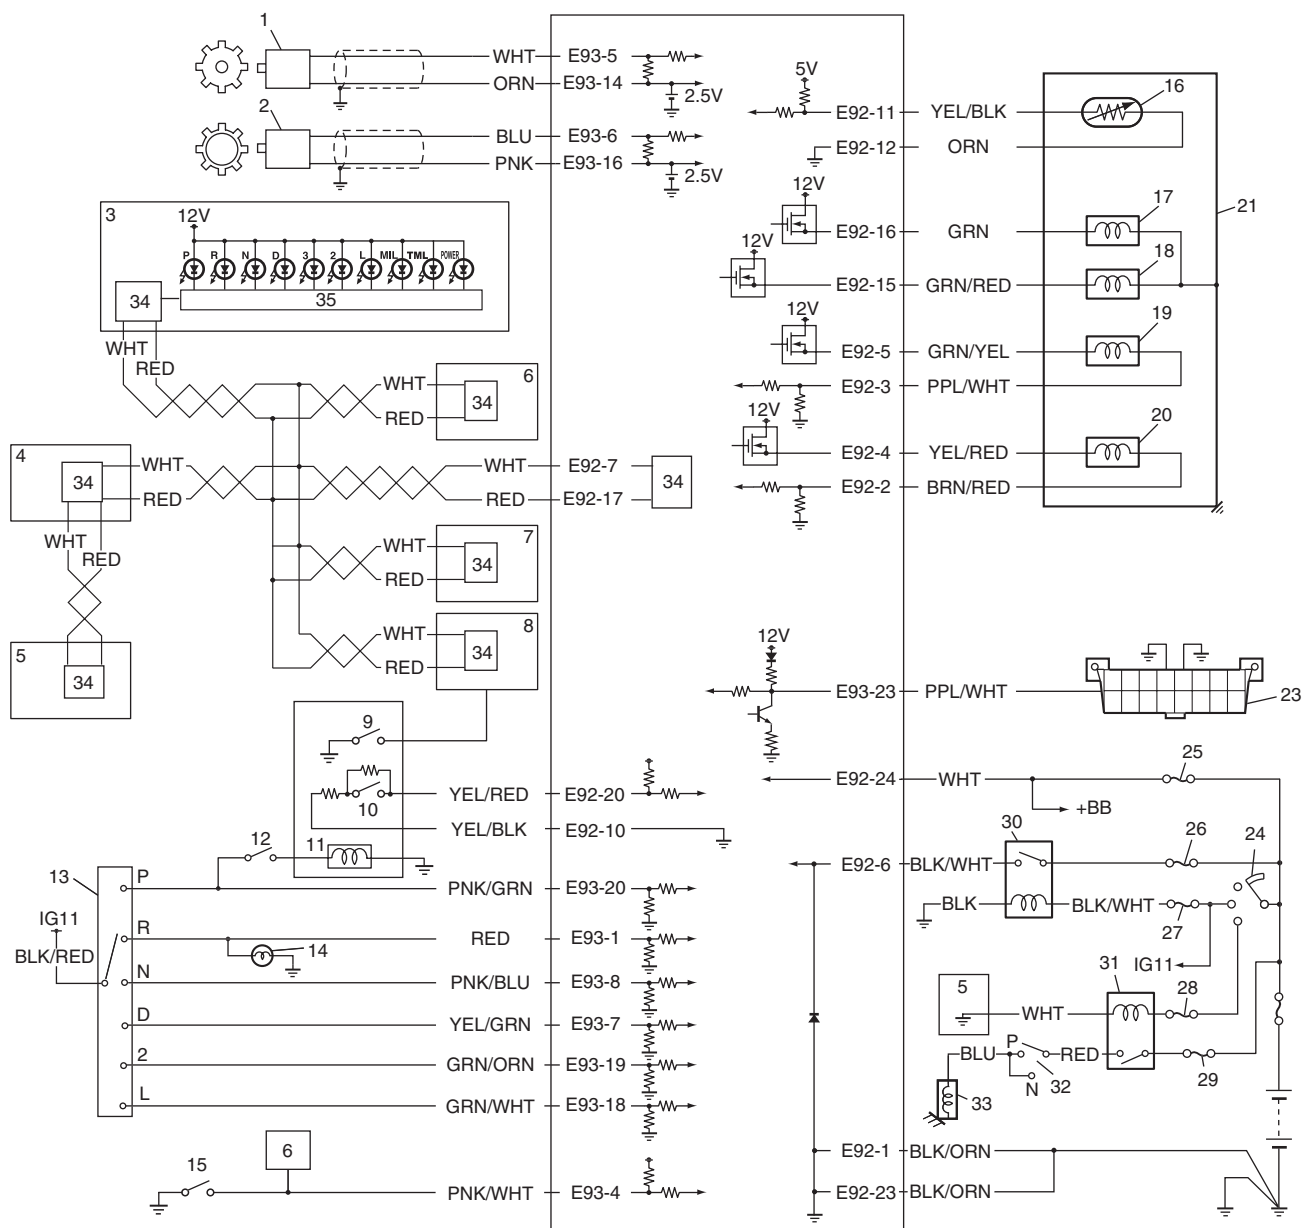 1
WHT E93-5
ORN E93-14
2.5V
2
BLU E93-6
PNK E93-16
2.5V
3
12V
P R N D 3 2 L MIL TML POWER
34
35
WHT
RED
6
WHT
34
RED
4
34
WHT
RED
WHT E92-7
RED E92-17
34
WHT
RED
7
WHT
34
RED
5
34
8
WHT
34
RED
9
10
YEL/RED E92-20
YEL/BLK E92-10
12
11
13
P
PNK/GRN E93-20
IG11
BLK/RED
R
14
RED E93-1
N
PNK/BLU E93-8
D
YEL/GRN E93-7
2
GRN/ORN E93-19
L
GRN/WHT E93-18
6
15
PNK/WHT E93-4
5V
E92-11 YEL/BLK
16
E92-12 ORN
12V
E92-16 GRN
17
21
12V
E92-15 GRN/RED
18
12V
E92-5 GRN/YEL
19
E92-3 PPL/WHT
12V
E92-4 YEL/RED
20
E92-2 BRN/RED
12V
E93-23 PPL/WHT
23
E92-24 WHT
25
+BB
30
26
24
E92-6 BLK/WHT
BLK
BLK/WHT
27
IG11
31
5
WHT
28
BLU
P
RED
N
32
29
33
E92-1 BLK/ORN
E92-23 BLK/ORN